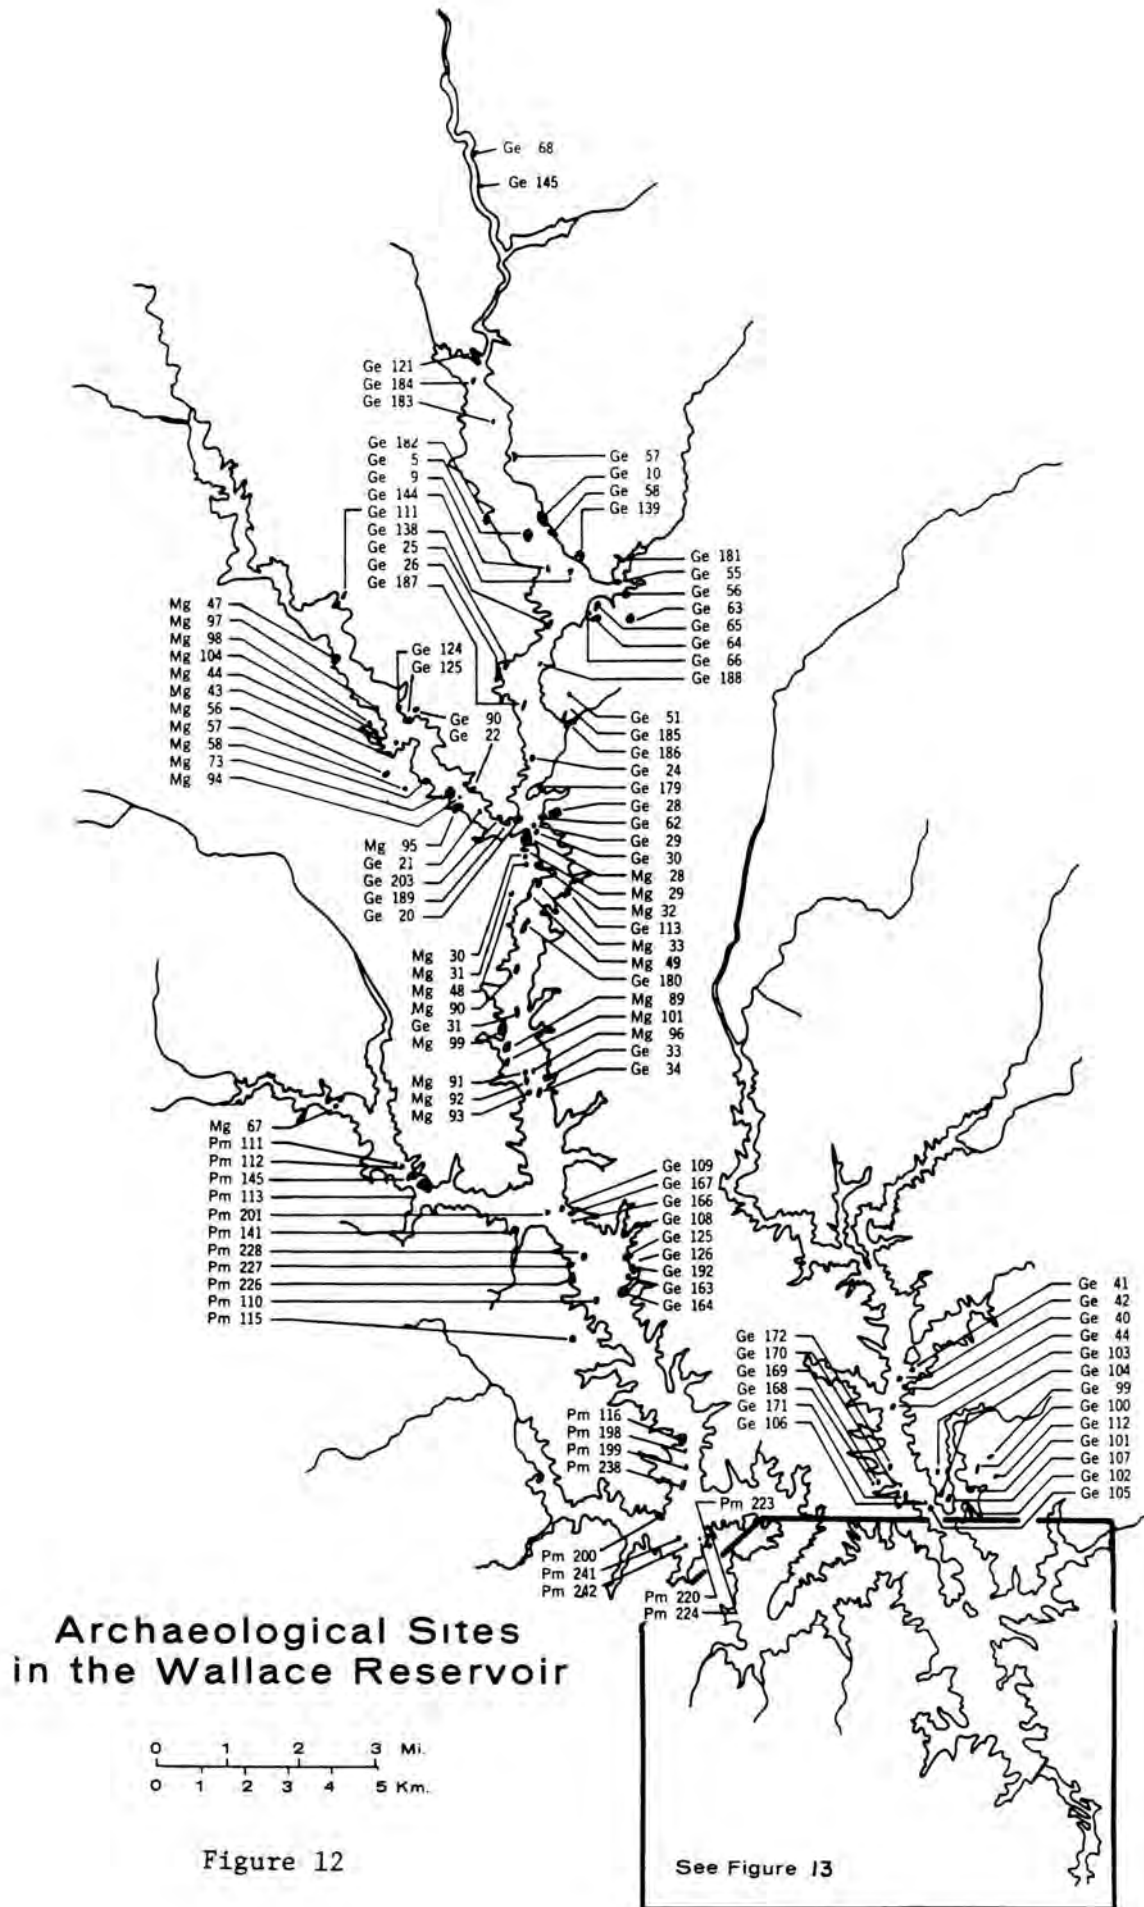 Ge 68
Ge 145
Ge 121
Ge 184
Ge 183
Ge 182
Ge 5
Ge 9
Ge 144
Ge 111
Ge 138
Ge 25
Ge 26
Ge 187
Ge 57
Ge 10
Ge 58
Ge 139
Ge 181
Ge 55
Ge 56
Ge 63
Ge 65
Ge 64
Ge 66
Ge 188
Mg 47
Mg 97
Mg 98
Mg 104
Mg 44
Mg 43
Mg 56
Mg 57
Mg 58
Mg 73
Mg 94
Ge 124
Ge 125
Ge 90
Ge 22
Ge 51
Ge 185
Ge 186
Ge 24
Ge 179
Ge 28
Ge 62
Ge 29
Ge 30
Mg 28
Mg 29
Mg 32
Ge 113
Mg 33
Mg 49
Ge 180
Mg 89
Mg 101
Mg 96
Ge 33
Ge 34
Mg 95
Ge 21
Ge 203
Ge 189
Ge 20
Mg 30
Mg 31
Mg 48
Mg 90
Ge 31
Mg 99
Mg 91
Mg 92
Mg 93
Mg 67
Pm 111
Pm 112
Pm 145
Pm 113
Pm 201
Pm 141
Pm 228
Pm 227
Pm 226
Pm 110
Pm 115
Ge 109
Ge 167
Ge 166
Ge 108
Ge 125
Ge 126
Ge 192
Ge 163
Ge 164
Ge 41
Ge 42
Ge 40
Ge 44
Ge 103
Ge 104
Ge 99
Ge 100
Ge 112
Ge 101
Ge 107
Ge 102
Ge 105
Ge 172
Ge 170
Ge 169
Ge 168
Ge 171
Ge 106
Pm 116
Pm 198
Pm 199
Pm 238
Pm 223
Pm 200
Pm 241
Pm 242
Pm 220
Pm 224
Archaeological Sites
in the Wallace Reservoir
0 1 2 3 Mi.
0 1 2 3 4 5 Km.
Figure 12
See Figure 13